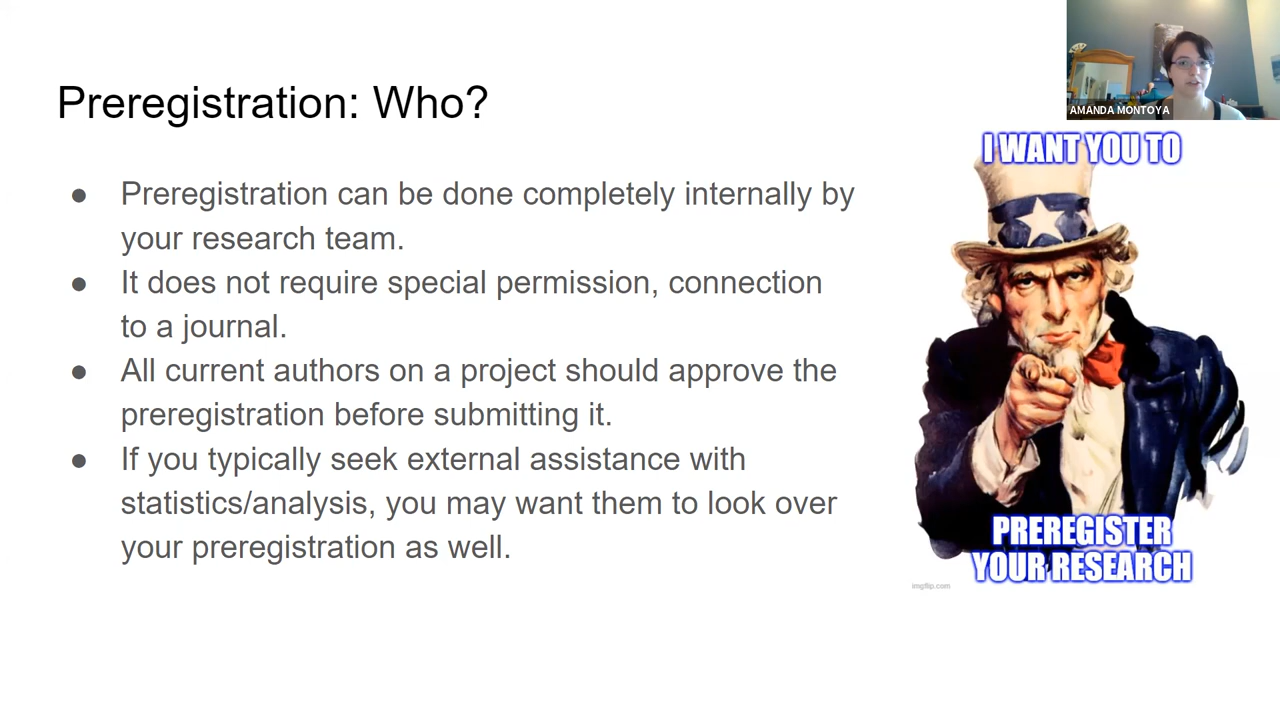 Preregistration: Who?
AMANDA MONTOYA
● Preregistration can be done completely internally by
your research team.
● It does not require special permission, connection
to a journal.
● All current authors on a project should approve the
preregistration before submitting it.
● If you typically seek external assistance with
statistics/analysis, you may want them to look over
your preregistration as well.
I WANT YOU TO
PREREGISTER
YOUR RESEARCH
imgflip.com